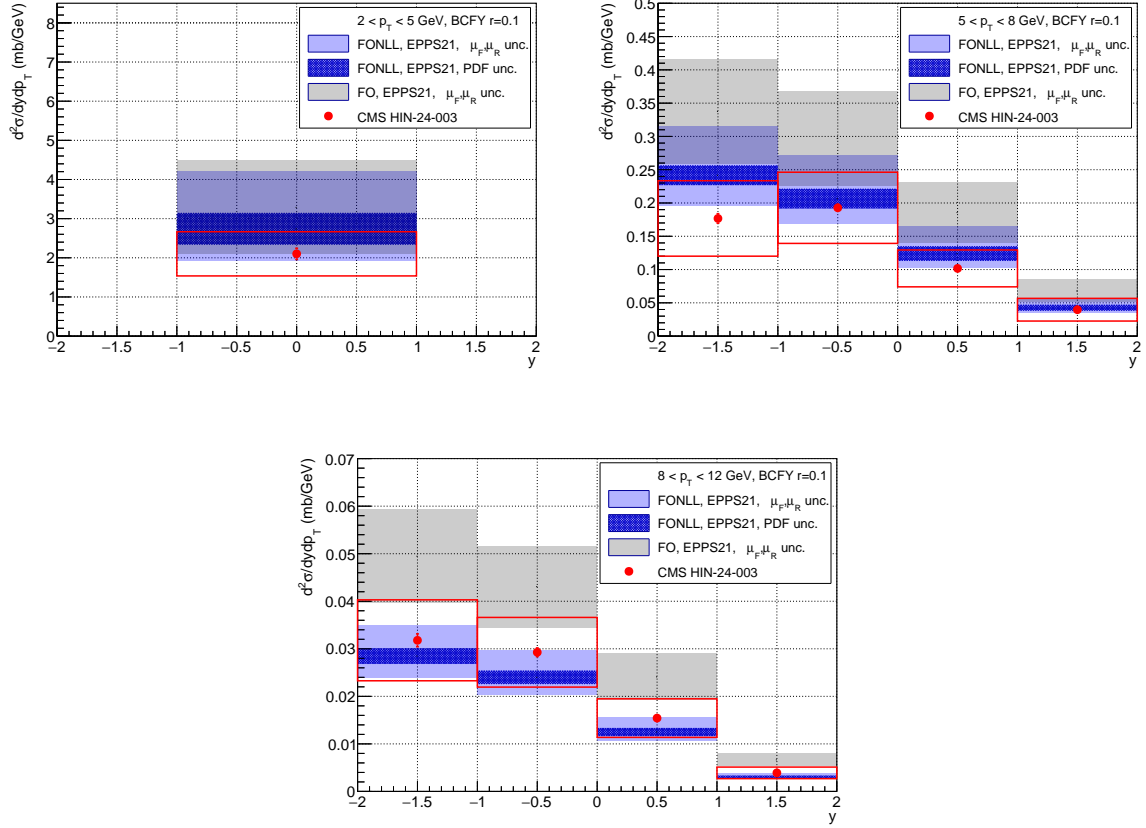 2 < p_T < 5 GeV, BCFY r=0.1
FONLL, EPPS21, μ_F,μ_R unc.
FONLL, EPPS21, PDF unc.
FO, EPPS21, μ_F,μ_R unc.
CMS HIN-24-003
d²σ/dydp_T (mb/GeV)
8
7
6
5
4
3
2
1
0
−2 −1.5 −1 −0.5 0 0.5 1 1.5 2
y
5 < p_T < 8 GeV, BCFY r=0.1
FONLL, EPPS21, μ_F,μ_R unc.
FONLL, EPPS21, PDF unc.
FO, EPPS21, μ_F,μ_R unc.
CMS HIN-24-003
d²σ/dydp_T (mb/GeV)
0.5
0.45
0.4
0.35
0.3
0.25
0.2
0.15
0.1
0.05
0
−2 −1.5 −1 −0.5 0 0.5 1 1.5 2
y
8 < p_T < 12 GeV, BCFY r=0.1
FONLL, EPPS21, μ_F,μ_R unc.
FONLL, EPPS21, PDF unc.
FO, EPPS21, μ_F,μ_R unc.
CMS HIN-24-003
d²σ/dydp_T (mb/GeV)
0.07
0.06
0.05
0.04
0.03
0.02
0.01
0
−2 −1.5 −1 −0.5 0 0.5 1 1.5 2
y